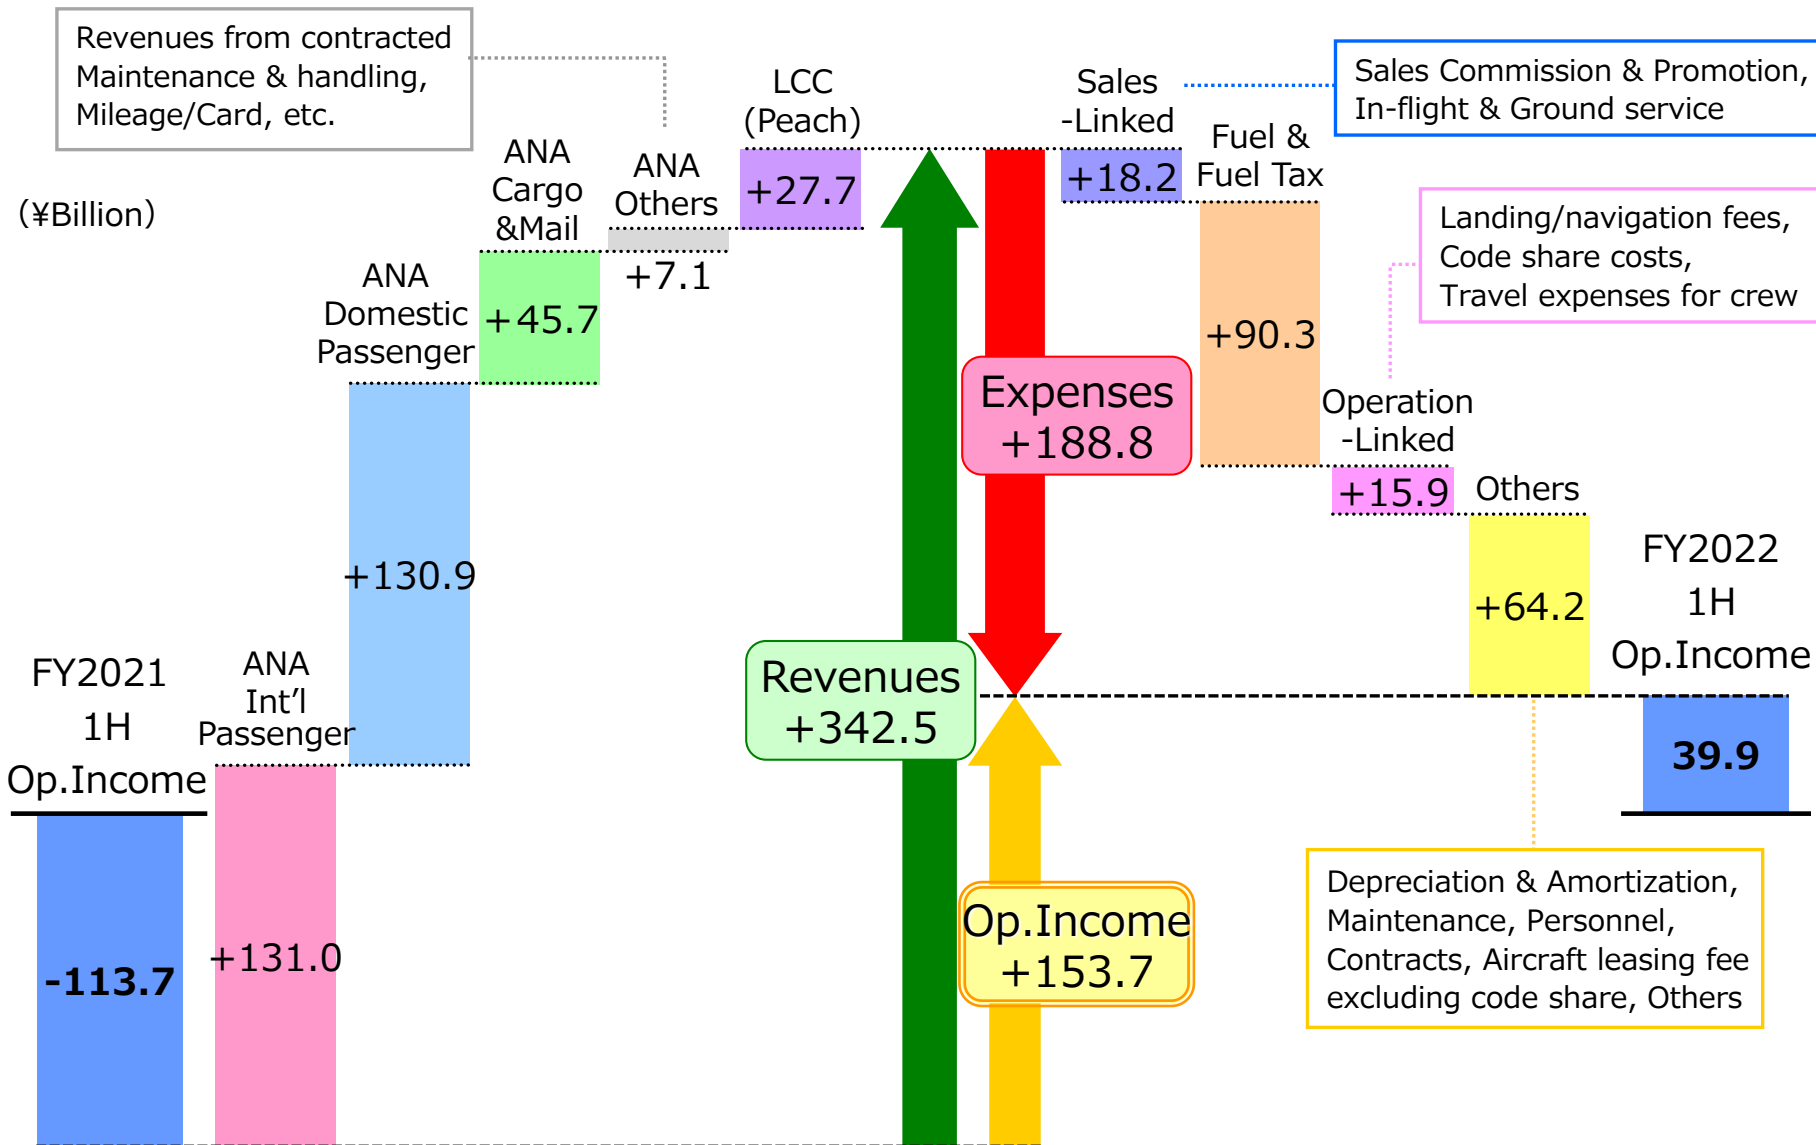 Revenues from contracted
Maintenance & handling,
Mileage/Card, etc.
(¥Billion)
FY2021
1H
Op.Income
-113.7
ANA
Int’l
Passenger
+131.0
ANA
Domestic
Passenger
+130.9
ANA
Cargo
&Mail
+45.7
ANA
Others
+7.1
LCC
(Peach)
+27.7
Revenues
+342.5
Expenses
+188.8
Op.Income
+153.7
Sales
-Linked
+18.2
Sales Commission & Promotion,
In-flight & Ground service
Fuel &
Fuel Tax
+90.3
Landing/navigation fees,
Code share costs,
Travel expenses for crew
Operation
-Linked
+15.9
Others
+64.2
FY2022
1H
Op.Income
39.9
Depreciation & Amortization,
Maintenance, Personnel,
Contracts, Aircraft leasing fee
excluding code share, Others